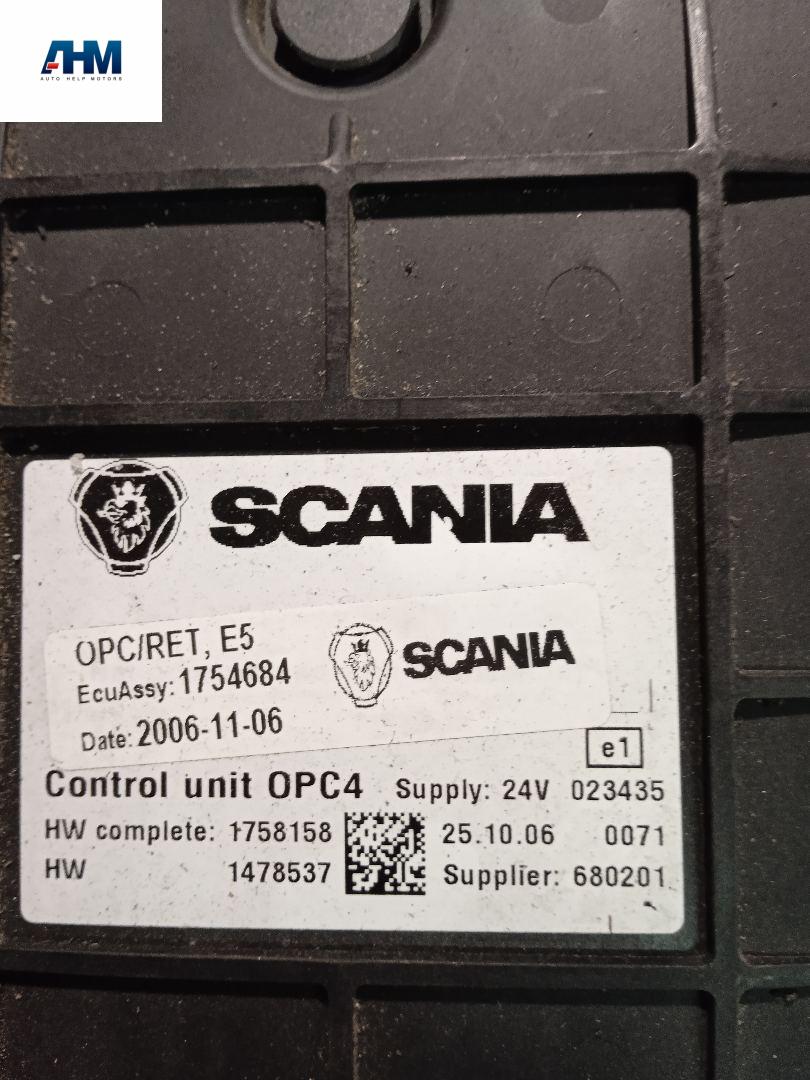 AHM
AUTO HELP MOTORS
SCANIA
OPC/RET, E5
EcuAssy: 1754684
SCANIA
Date: 2006-11-06
e1
Control unit OPC4 Supply: 24V 023435
HW complete: 1758158 25.10.06 0071
HW 1478537 Supplier: 680201